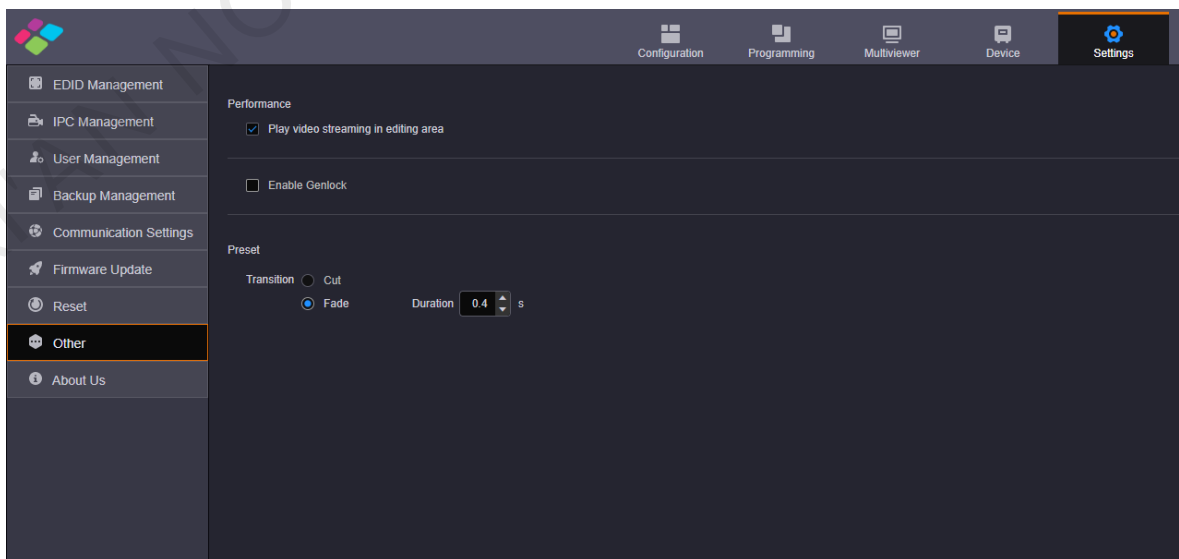 Configuration
Programming
Multiviewer
Device
Settings
EDID Management
IPC Management
User Management
Backup Management
Communication Settings
Firmware Update
Reset
Other
About Us
Performance
Play video streaming in editing area
Enable Genlock
Preset
Transition Cut
Fade Duration 0.4 s